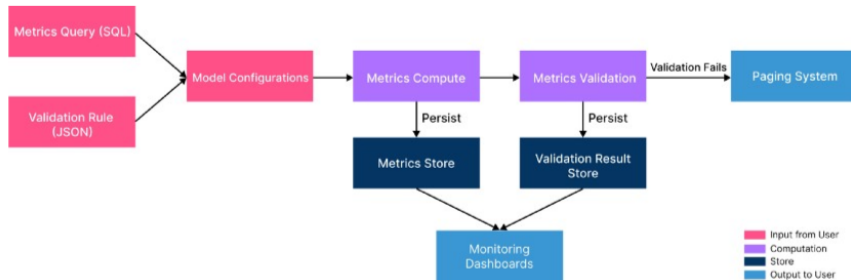 Metrics Query (SQL)
Validation Rule
(JSON)
Model Configurations
Metrics Compute
Metrics Validation
Validation Fails
Paging System
Persist
Persist
Metrics Store
Validation Result
Store
Monitoring
Dashboards
Input from User
Computation
Store
Output to User